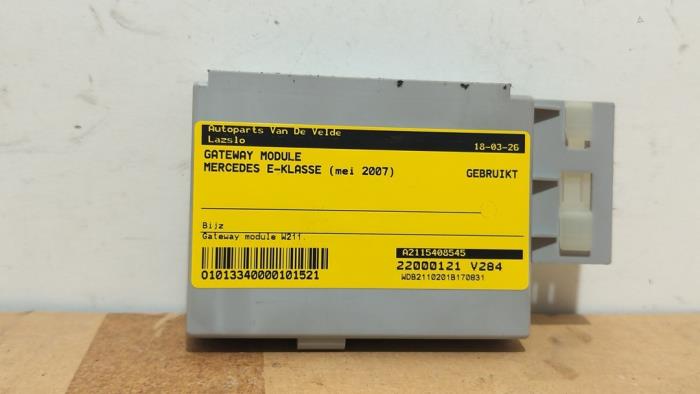 Autoparts Van De Velde
Lazslo
18-03-26
GATEWAY MODULE
MERCEDES E-KLASSE (mei 2007)
GEBRUIKT
Bijz
Gateway module W211.
A2115408545
O1013340000101521
22000121 V284
WDB2110201B170831